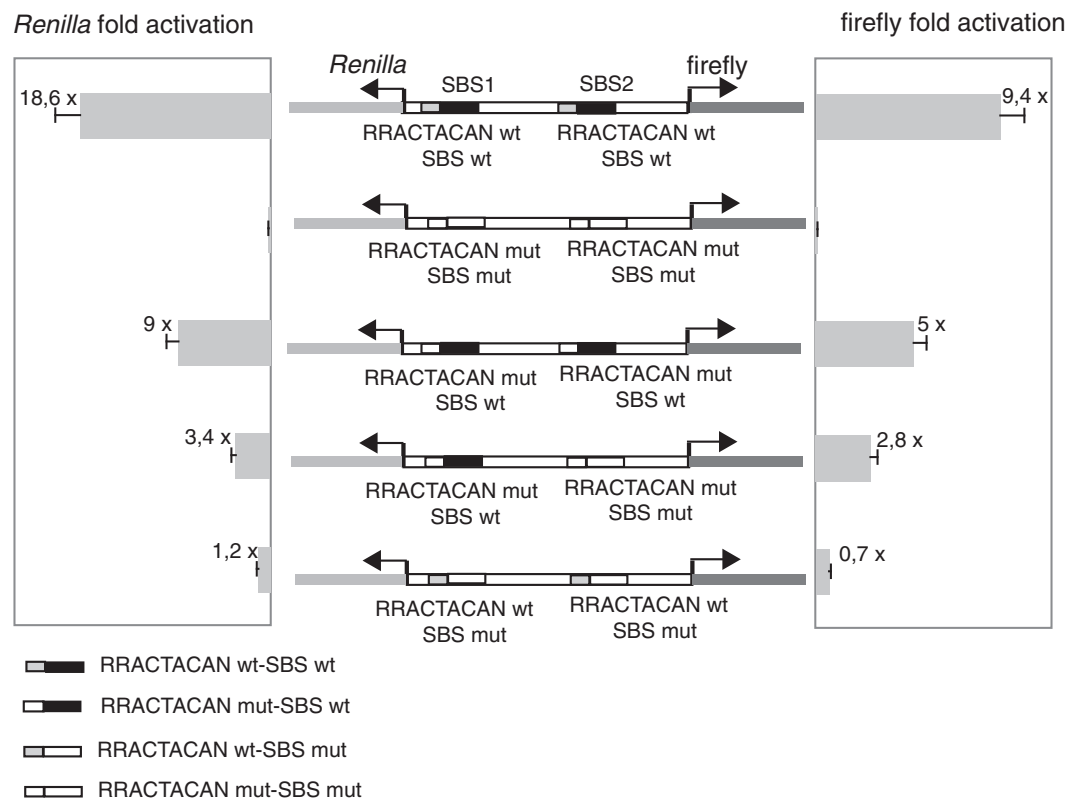 Renilla fold activation
firefly fold activation
Renilla
firefly
SBS1
SBS2
18,6 x
9,4 x
RRACTACAN wt
SBS wt
RRACTACAN wt
SBS wt
RRACTACAN mut
SBS mut
RRACTACAN mut
SBS mut
9 x
5 x
RRACTACAN mut
SBS wt
RRACTACAN mut
SBS wt
3,4 x
2,8 x
RRACTACAN mut
SBS wt
RRACTACAN mut
SBS mut
1,2 x
0,7 x
RRACTACAN wt
SBS mut
RRACTACAN wt
SBS mut
RRACTACAN wt-SBS wt
RRACTACAN mut-SBS wt
RRACTACAN wt-SBS mut
RRACTACAN mut-SBS mut